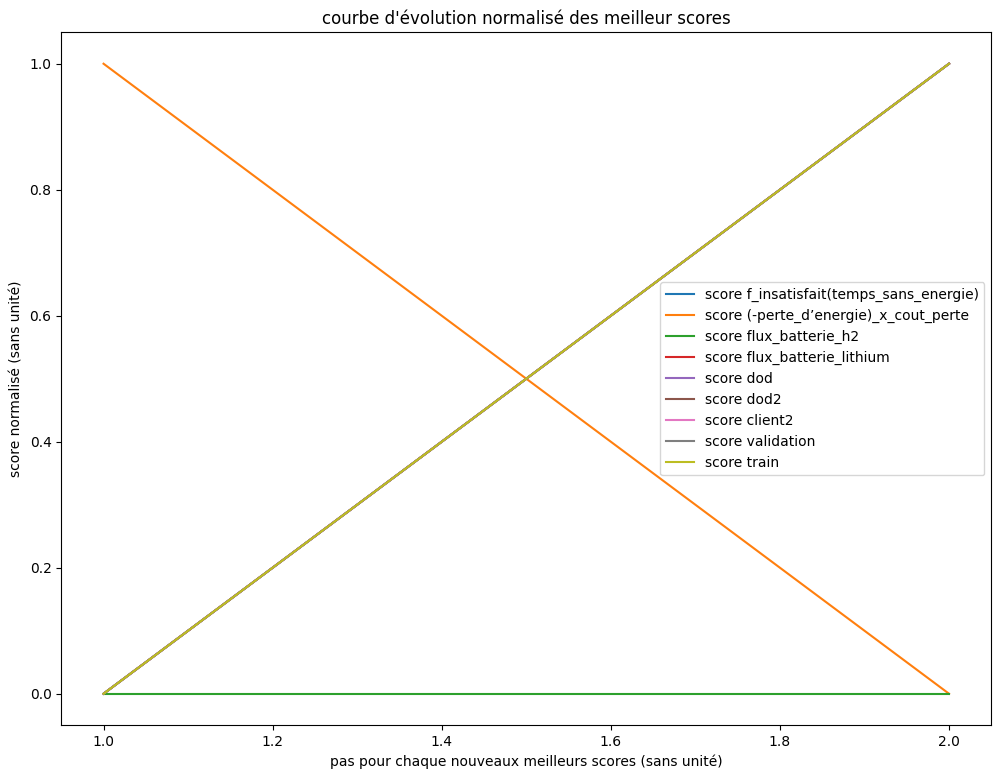 courbe d'évolution normalisé des meilleur scores
1.0
0.8
0.6
0.4
0.2
0.0
score normalisé (sans unité)
score f_insatisfait(temps_sans_energie)
score (-perte_d’energie)_x_cout_perte
score flux_batterie_h2
score flux_batterie_lithium
score dod
score dod2
score client2
score validation
score train
1.0 1.2 1.4 1.6 1.8 2.0
pas pour chaque nouveaux meilleurs scores (sans unité)